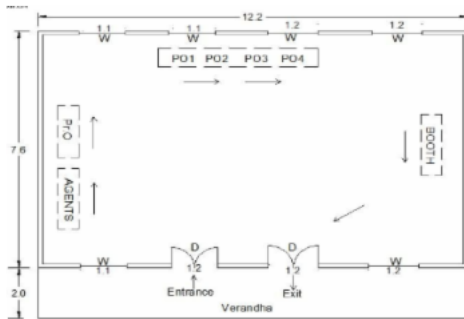 12.2
1.1 1.1 1.2 1.2
W W W W
PO1 PO2 PO3 PO4
7.6
PrO
BOOTH
AGENTS
D D
W W
1.1 1.2 1.2 1.2
Entrance Exit
2.0
Verandha